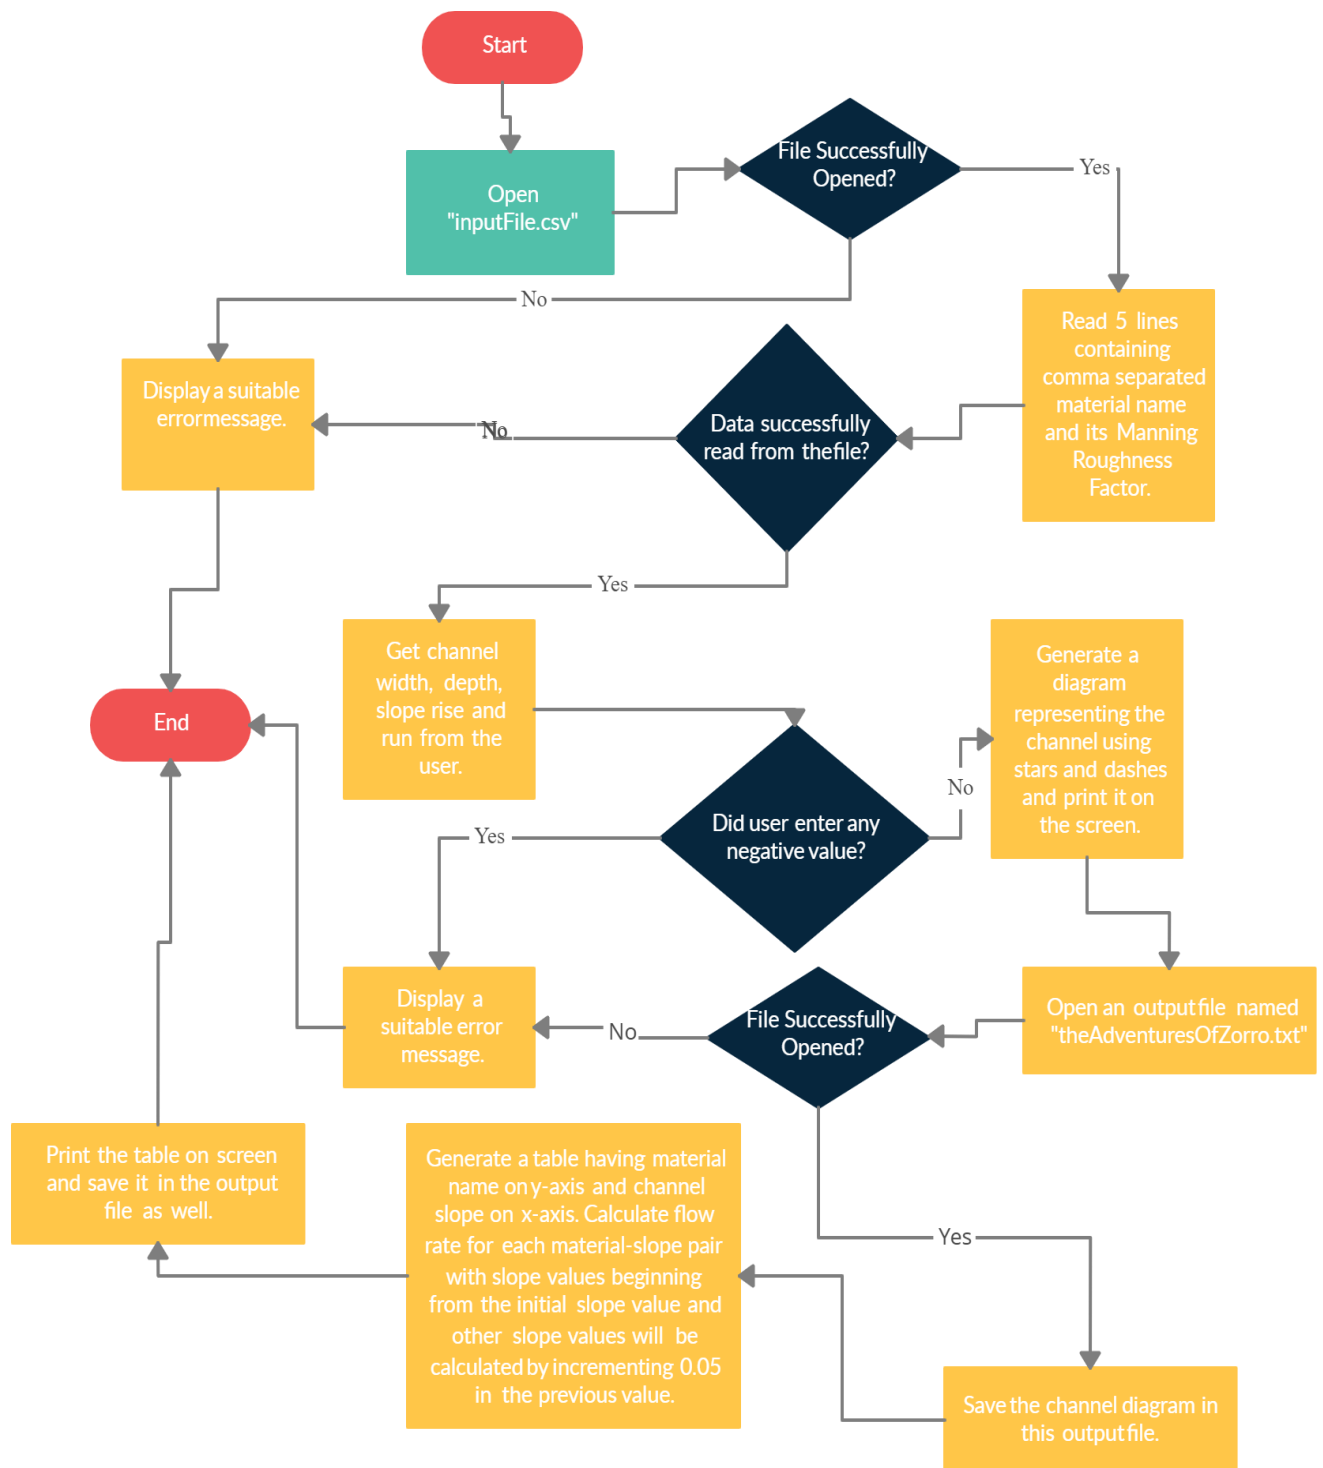 Start
Open
"inputFile.csv"
File Successfully
Opened?
Yes
No
Read 5 lines
containing
comma separated
material name
and its Manning
Roughness
Factor.
Data successfully
read from thefile?
No
Display a suitable
errormessage.
Yes
Get channel
width, depth,
slope rise and
run from the
user.
Generate a
diagram
representing the
channel using
stars and dashes
and print it on
the screen.
End
No
Did user enter any
negative value?
Yes
Display a
suitable error
message.
File Successfully
Opened?
No
Open an output file named
"theAdventuresOfZorro.txt"
Print the table on screen
and save it in the output
file as well.
Generate a table having material
name on y-axis and channel
slope on x-axis. Calculate flow
rate for each material-slope pair
with slope values beginning
from the initial slope value and
other slope values will be
calculated by incrementing 0.05
in the previous value.
Yes
Save the channel diagram in
this output file.